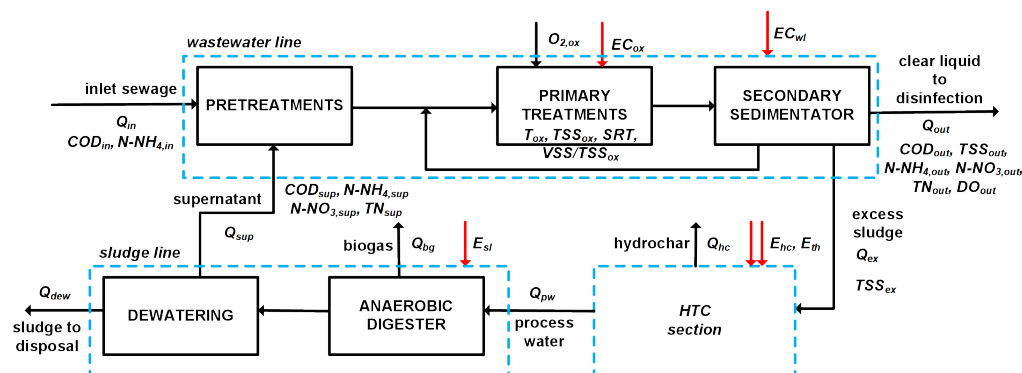 wastewater line
O2,ox
ECox
ECwl
inlet sewage
Qin
CODin, N-NH4,in
PRETREATMENTS
PRIMARY
TREATMENTS
Tox, TSSox, SRT,
VSS/TSSox
SECONDARY
SEDIMENTATOR
clear liquid
to
disinfection
Qout
CODout, TSSout,
N-NH4,out, N-NO3,out,
TNout, DOout
supernatant
Qsup
CODsup, N-NH4,sup
N-NO3,sup, TNsup
excess
sludge
Qex
TSSex
sludge line
biogas
Qbg
Esl
hydrochar
Qhc
Ehc, Eth
Qdew
sludge to
disposal
DEWATERING
ANAEROBIC
DIGESTER
Qpw
process
water
HTC
section